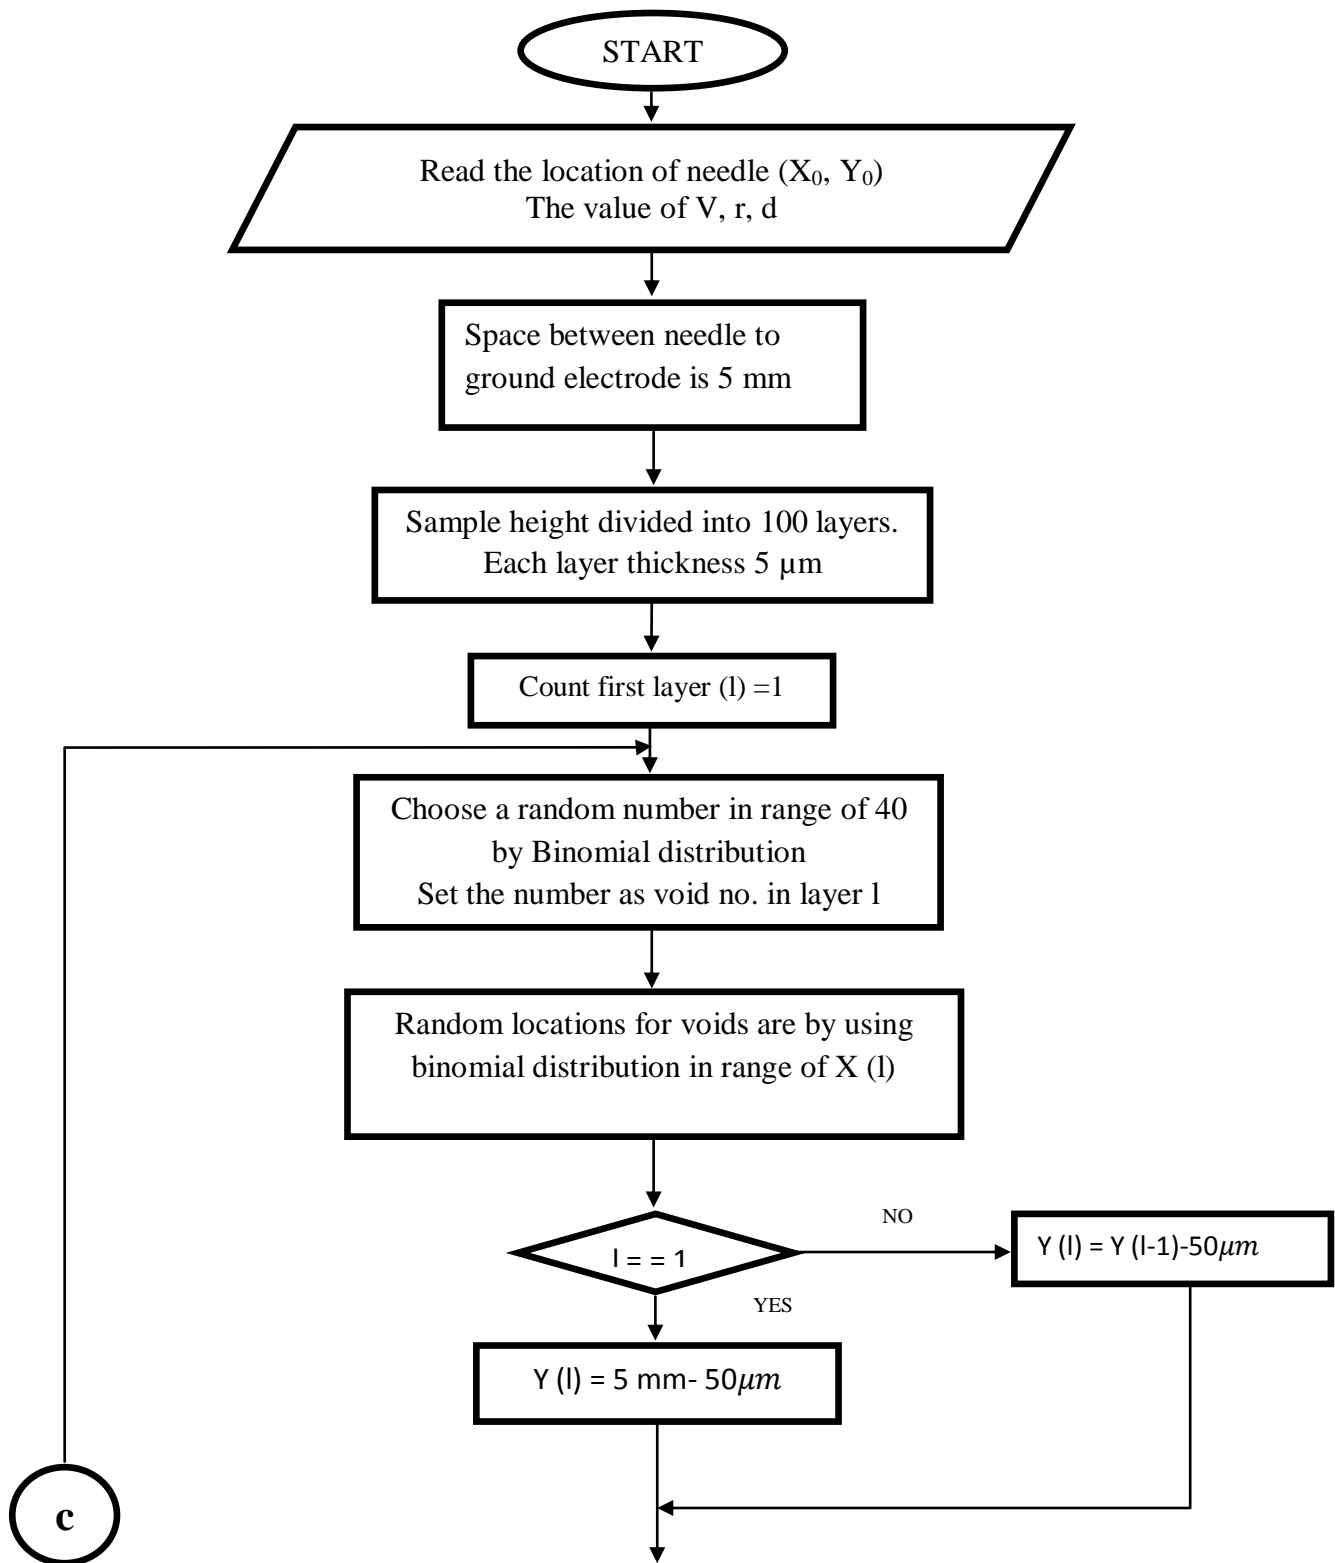 START
Read the location of needle (X₀, Y₀)
The value of V, r, d
Space between needle to
ground electrode is 5 mm
Sample height divided into 100 layers.
Each layer thickness 5 µm
Count first layer (l) =1
Choose a random number in range of 40
by Binomial distribution
Set the number as void no. in layer l
Random locations for voids are by using
binomial distribution in range of X (l)
l = = 1
NO
Y (l) = Y (l-1)-50𝜇𝑚
YES
Y (l) = 5 mm- 50𝜇𝑚
c